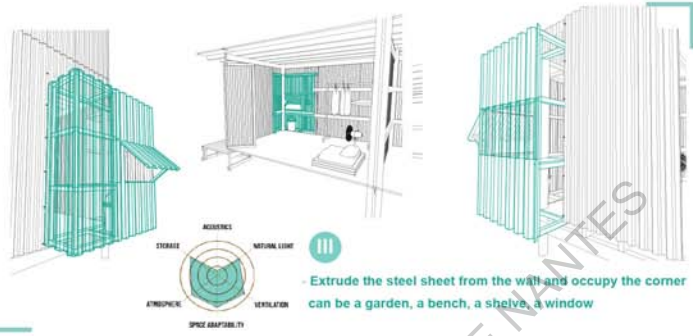 ACOUSTICS
STORAGE
NATURAL LIGHT
ATMOSPHERE
VENTILATION
SPACE ADAPTABILITY
III
- Extrude the steel sheet from the wall and occupy the corner
can be a garden, a bench, a shelve, a window
E NANTES